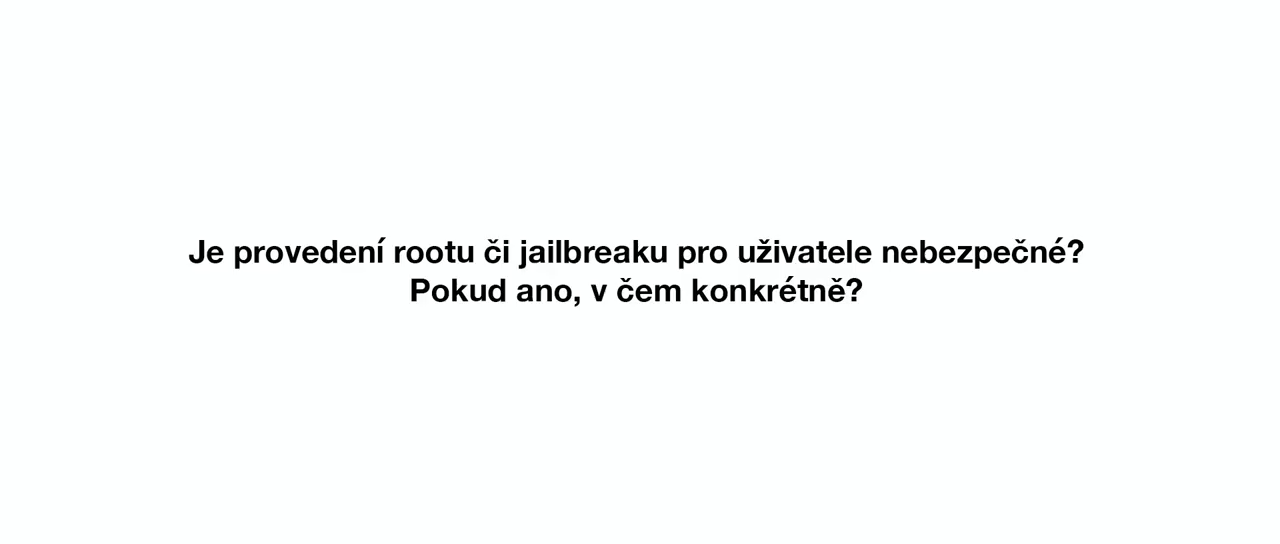 Je provedení rootu či jailbreaku pro uživatele nebezpečné?
Pokud ano, v čem konkrétně?